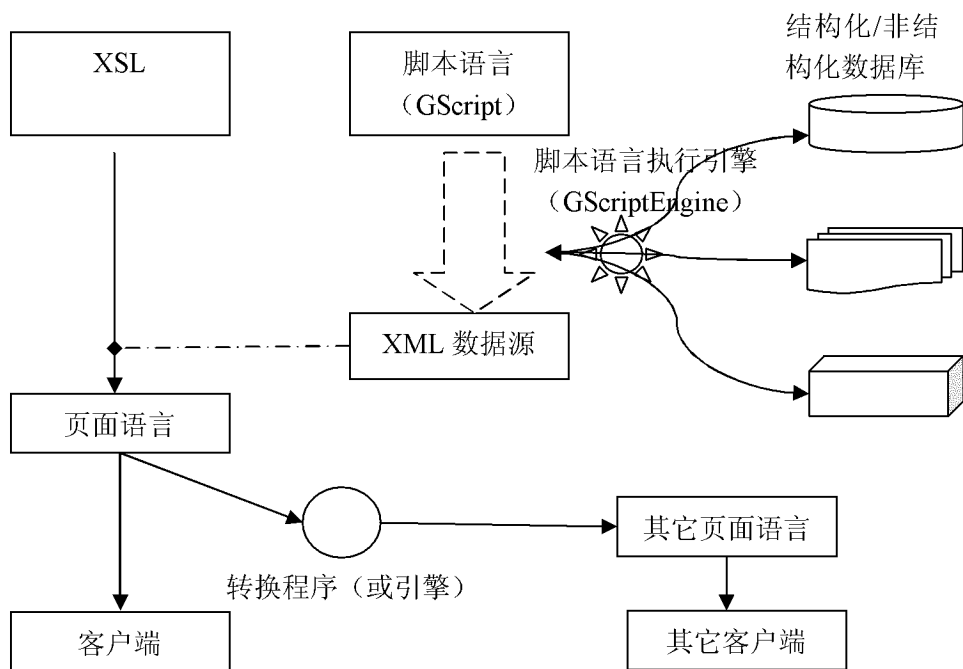 XSL
脚本语言
（GScript）
结构化/非结
构化数据库
脚本语言执行引擎
（GScriptEngine）
XML 数据源
页面语言
转换程序（或引擎）
其它页面语言
客户端
其它客户端